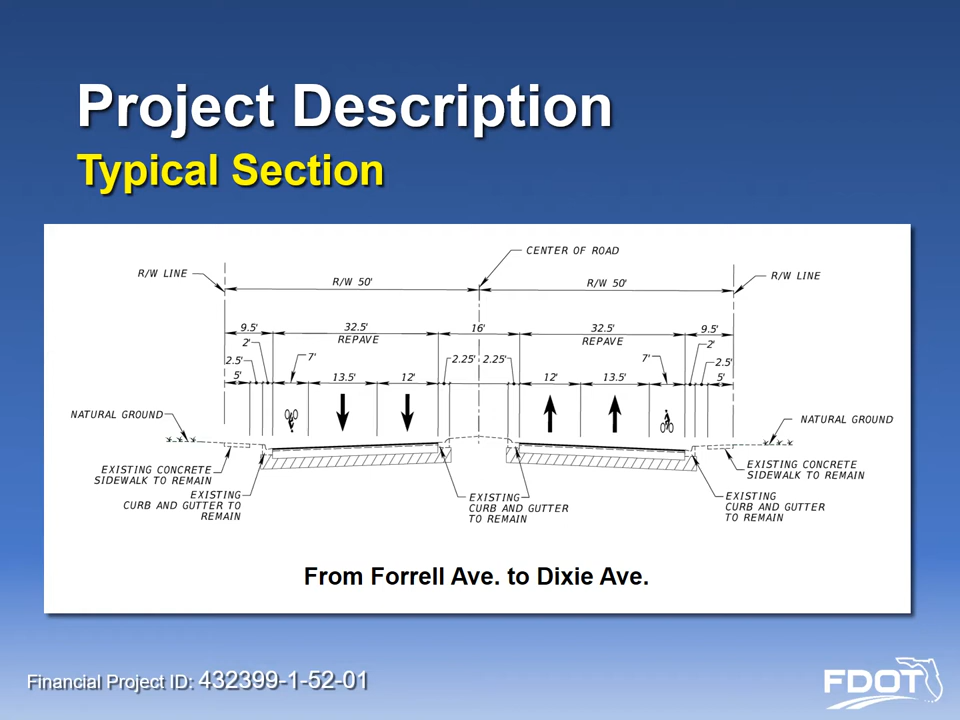 Project Description
Typical Section
CENTER OF ROAD
R/W LINE
R/W 50'
R/W 50'
R/W LINE
9.5'
32.5'
REPAVE
16'
32.5'
REPAVE
9.5'
2'
7'
2.25'
2.25'
7'
2'
2.5'
2.5'
5'
13.5'
12'
12'
13.5'
5'
NATURAL GROUND
NATURAL GROUND
EXISTING CONCRETE
SIDEWALK TO REMAIN
EXISTING
CURB AND GUTTER TO
REMAIN
EXISTING
CURB AND GUTTER
TO REMAIN
EXISTING CONCRETE
SIDEWALK TO REMAIN
EXISTING
CURB AND GUTTER
TO REMAIN
From Forrell Ave. to Dixie Ave.
Financial Project ID: 432399-1-52-01
FDOT